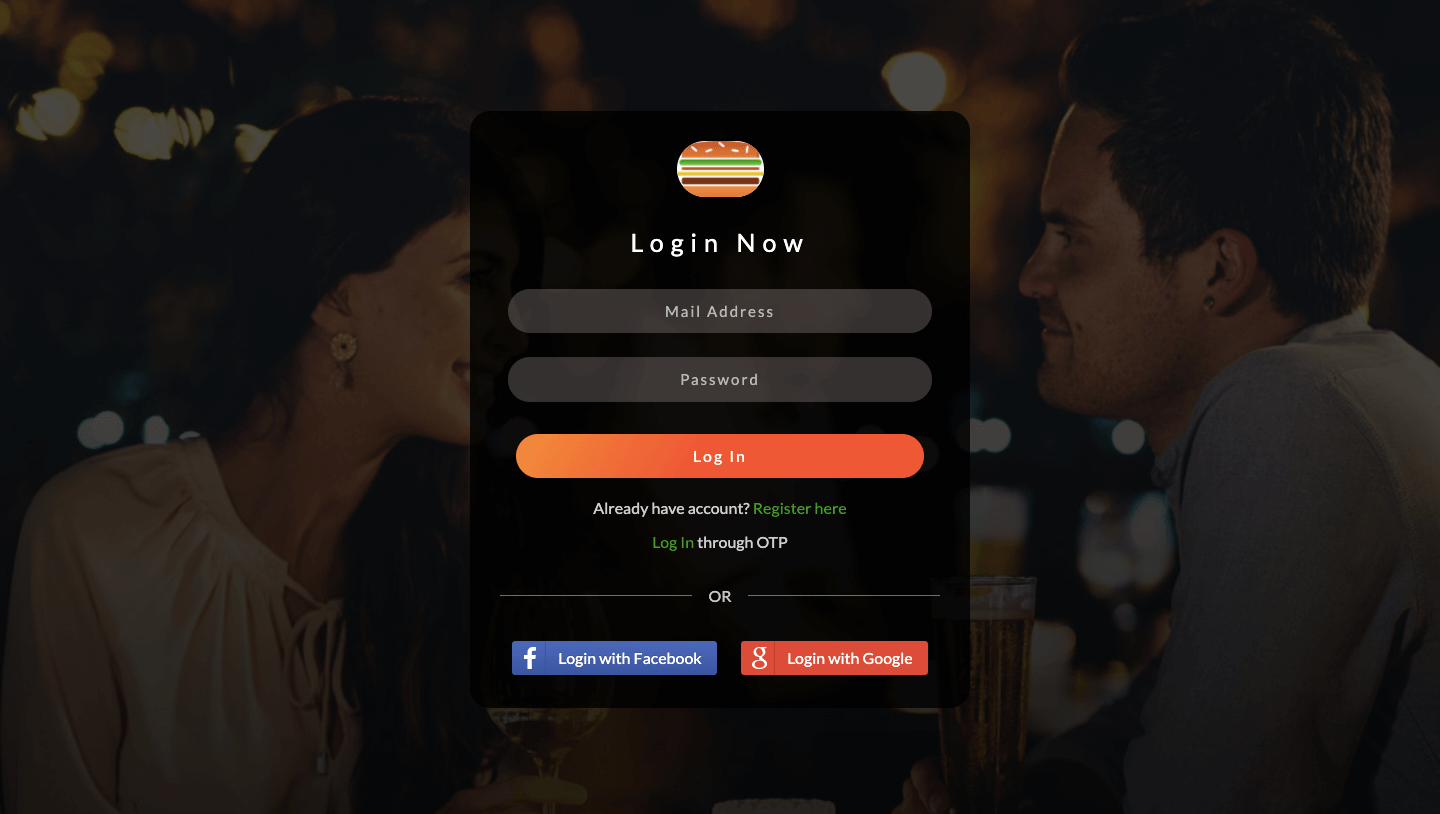 Login Now
Mail Address
Password
Log In
Already have account? Register here
Log In through OTP
OR
f Login with Facebook
g Login with Google